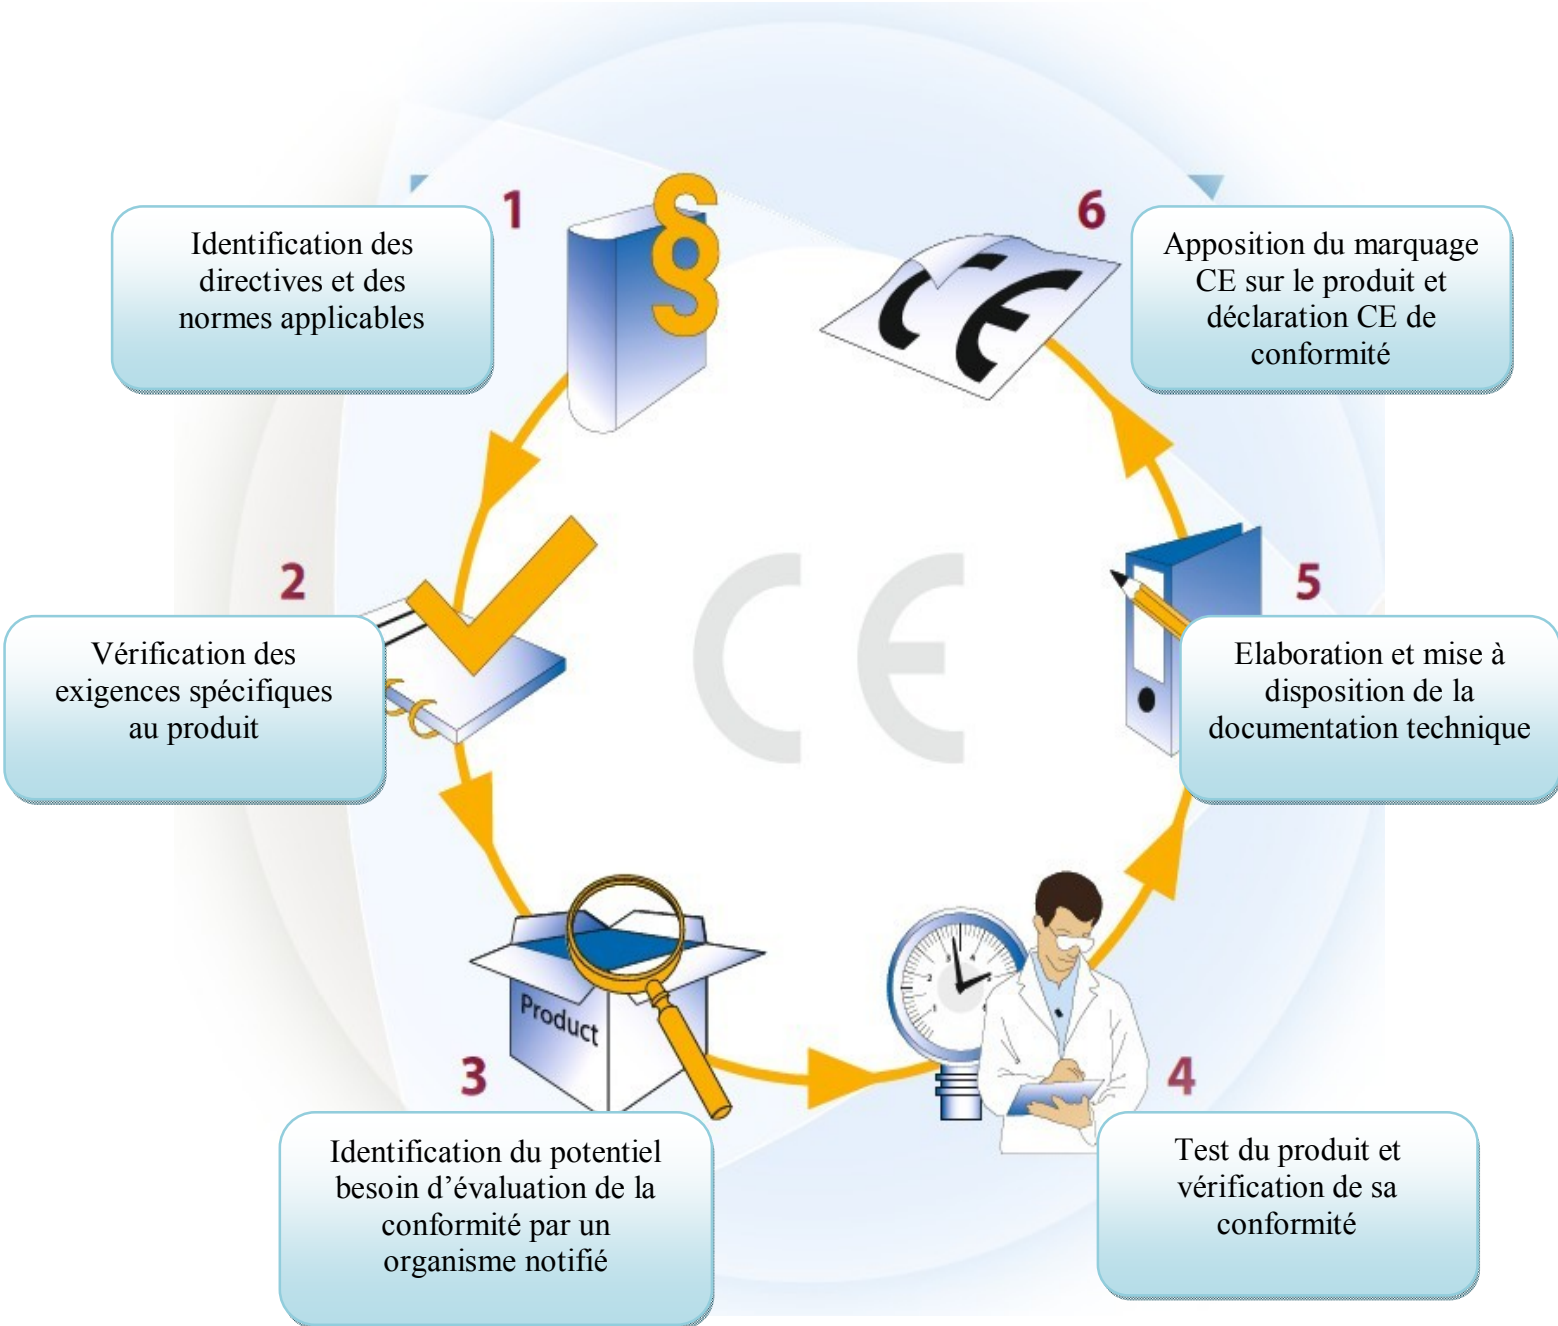 1
Identification des
directives et des
normes applicables
2
Vérification des
exigences spécifiques
au produit
3
Product
Identification du potentiel
besoin d’évaluation de la
conformité par un
organisme notifié
4
Test du produit et
vérification de sa
conformité
5
Elaboration et mise à
disposition de la
documentation technique
6
CE
Apposition du marquage
CE sur le produit et
déclaration CE de
conformité
CE
§